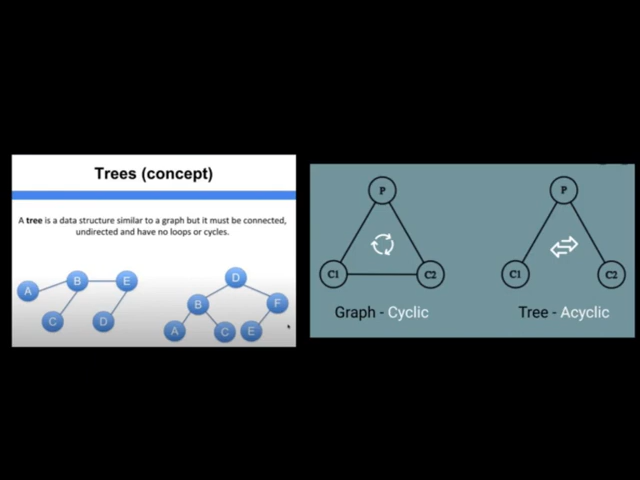 Trees (concept)
A tree is a data structure similar to a graph but it must be connected,
undirected and have no loops or cycles.
A B E
C D
D
B F
A C E
P
C1 C2
Graph - Cyclic
P
C1 C2
Tree - Acyclic